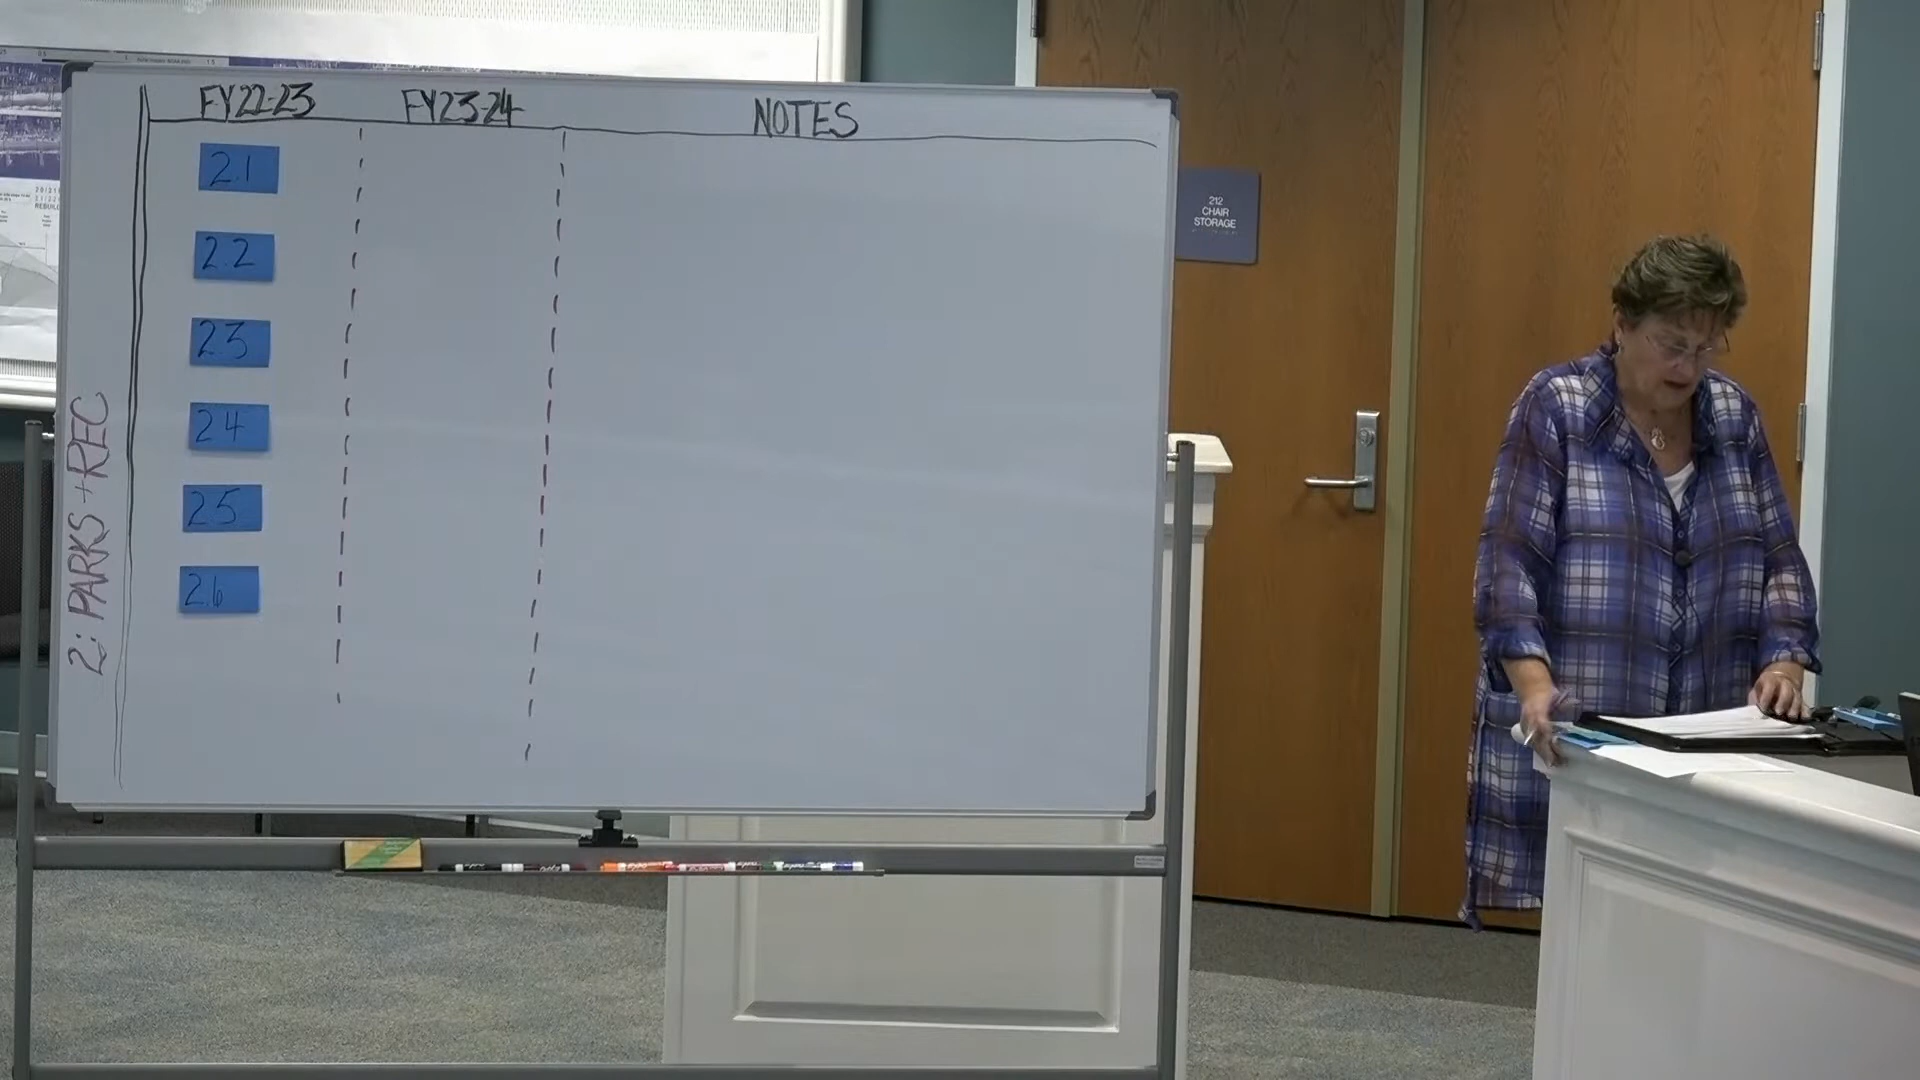 FY22-23 FY23-24 NOTES
2.1
2.2
2.3
2.4
2.5
2.6
2: PARKS + REC
212
CHAIR
STORAGE